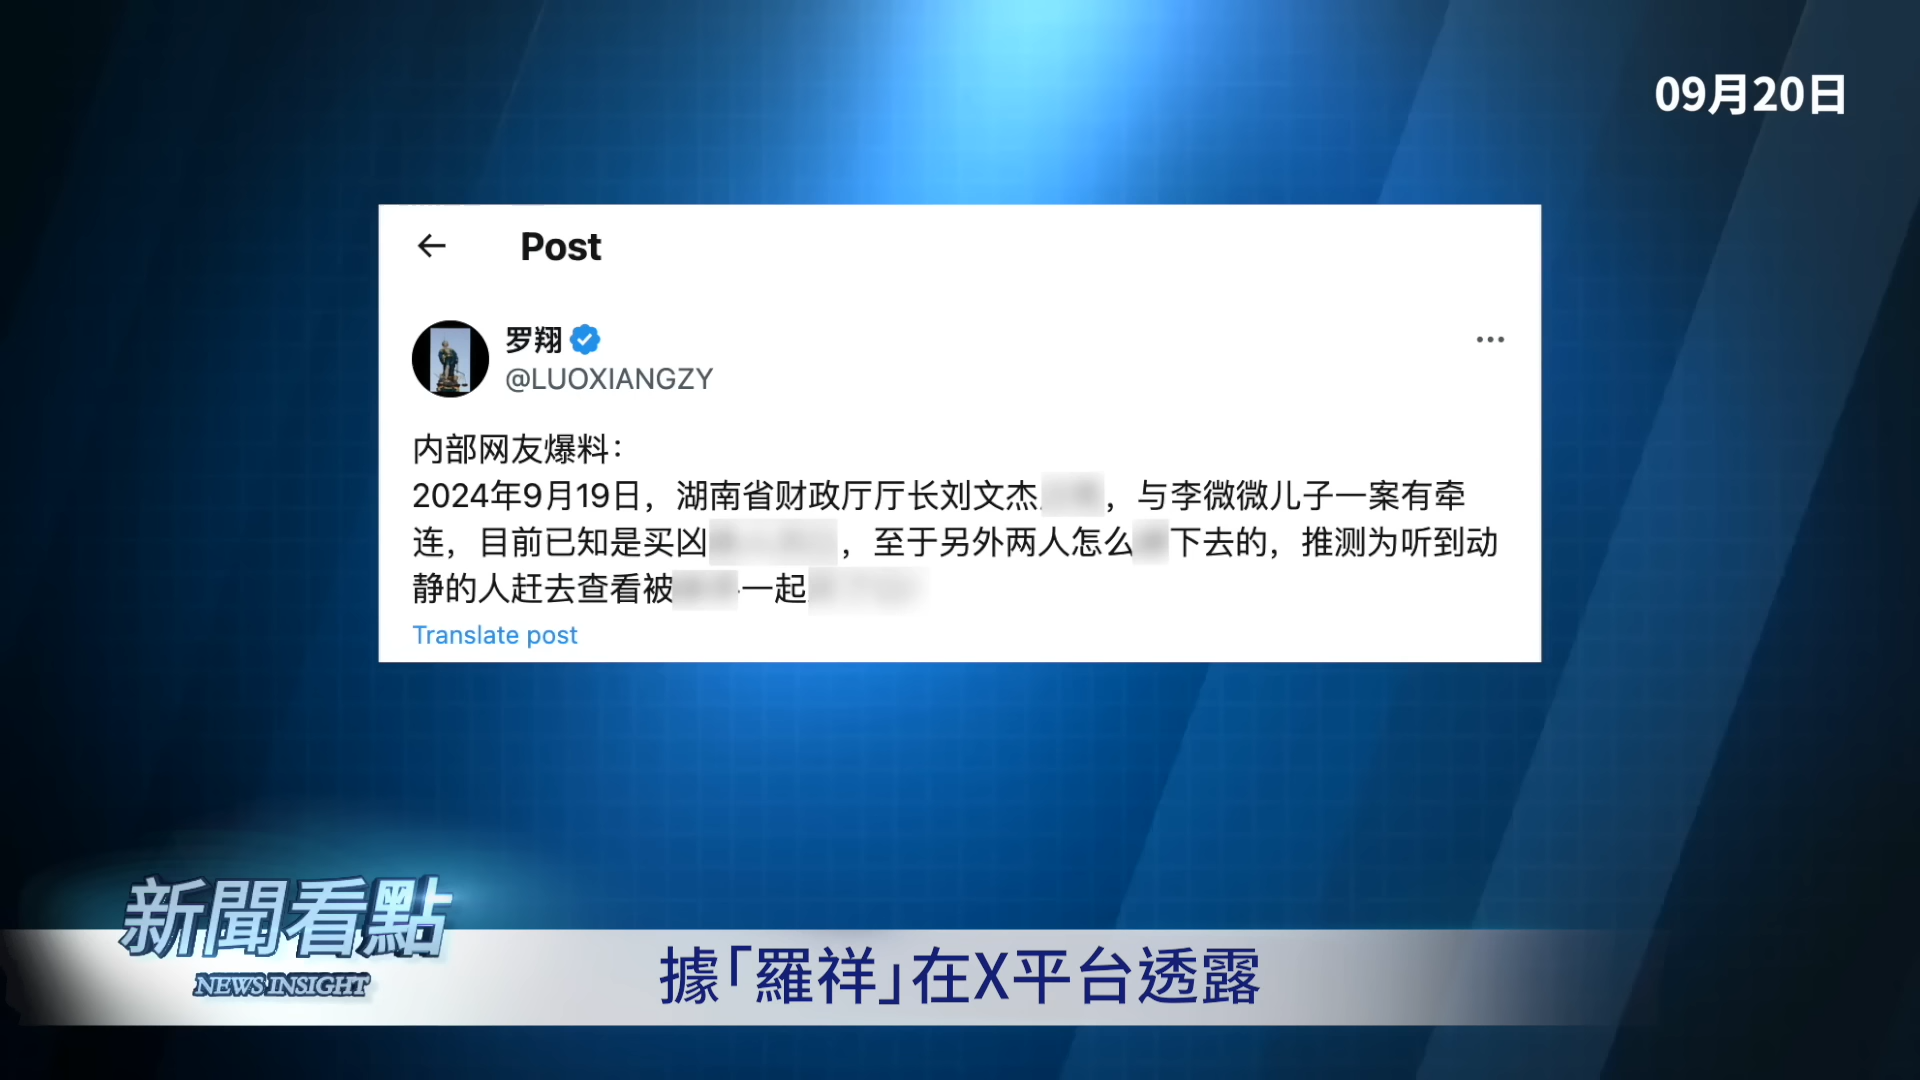 09月20日
Post
罗翔
@LUOXIANGZY
内部网友爆料：
2024年9月19日，湖南省财政厅厅长刘文杰，与李微微儿子一案有牵
连，目前已知是买凶，至于另外两人怎么下去的，推测为听到动
静的人赶去查看被一起
Translate post
新聞看點
NEWS INSIGHT
據「羅祥」在X平台透露